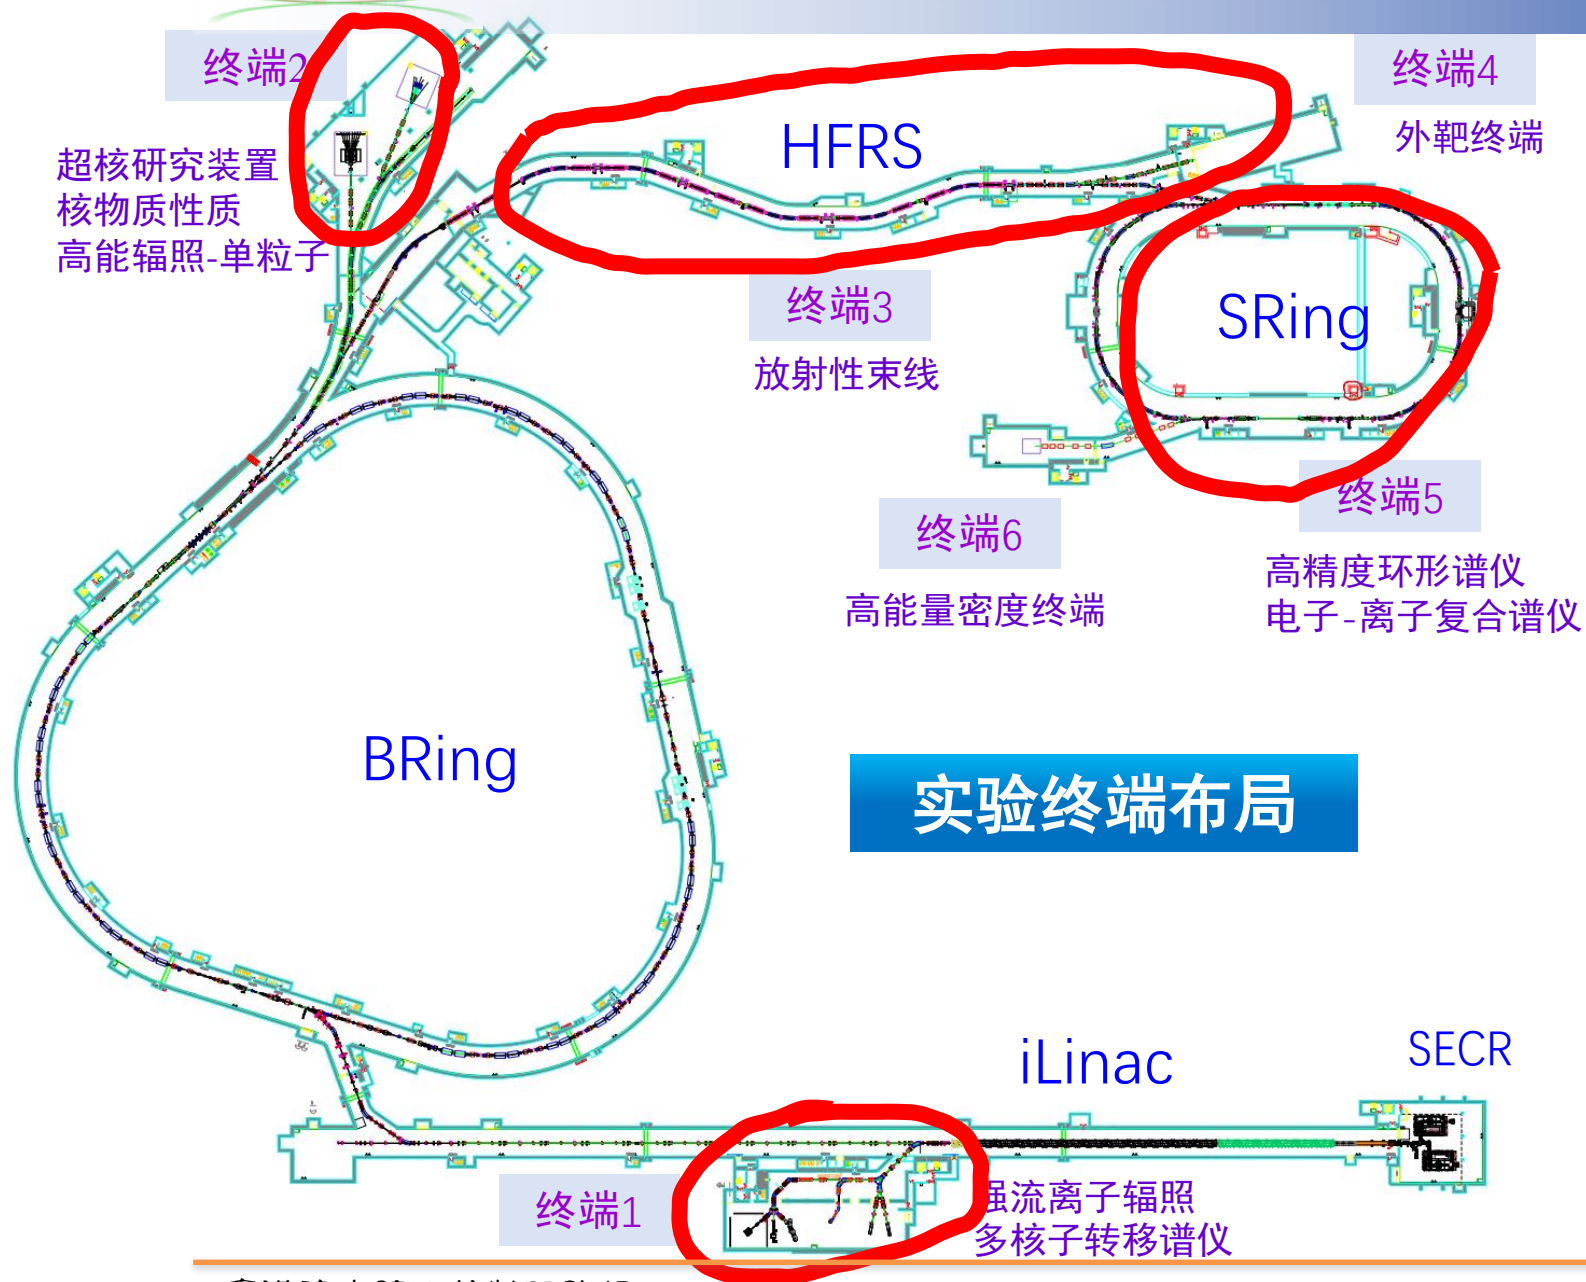 终端2
超核研究装置
核物质性质
高能辐照-单粒子
HFRS
终端4
外靶终端
终端3
放射性束线
SRing
终端5
高精度环形谱仪
电子-离子复合谱仪
终端6
高能量密度终端
BRing
实验终端布局
iLinac
SECR
终端1
强流离子辐照
多核子转移谱仪